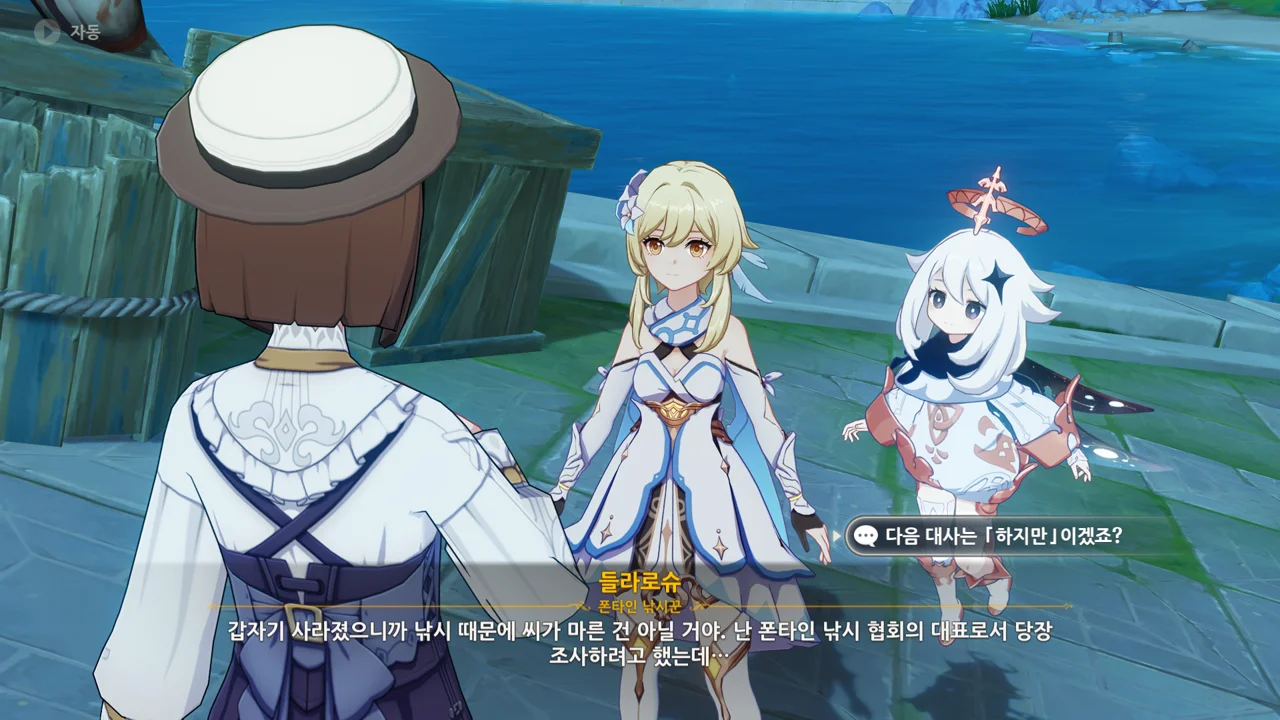 자동
다음 대사는 「하지만」이겠죠?
들라로슈
폰타인 낚시꾼
갑자기 사라졌으니까 낚시 때문에 씨가 마른 건 아닐 거야. 난 폰타인 낚시 협회의 대표로서 당장
조사하려고 했는데…